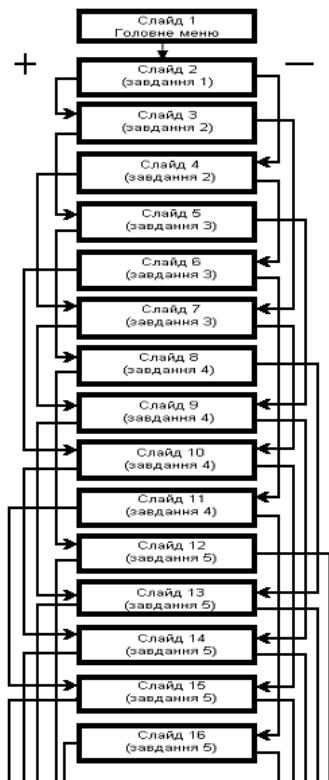 Слайд 1
Головне меню
+
—
Слайд 2
(завдання 1)
Слайд 3
(завдання 2)
Слайд 4
(завдання 2)
Слайд 5
(завдання 3)
Слайд 6
(завдання 3)
Слайд 7
(завдання 3)
Слайд 8
(завдання 4)
Слайд 9
(завдання 4)
Слайд 10
(завдання 4)
Слайд 11
(завдання 4)
Слайд 12
(завдання 5)
Слайд 13
(завдання 5)
Слайд 14
(завдання 5)
Слайд 15
(завдання 5)
Слайд 16
(завдання 5)